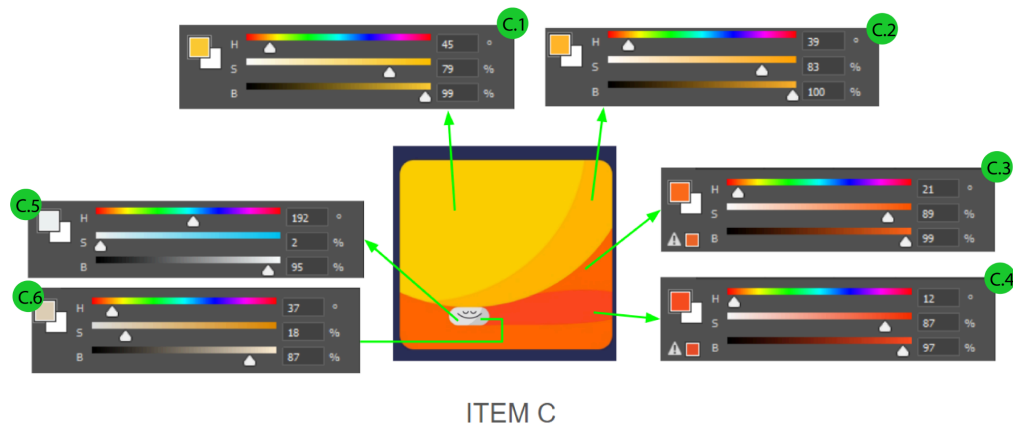 C.1
H 45 °
S 79 %
B 99 %
C.2
H 39 °
S 83 %
B 100 %
C.3
H 21 °
S 89 %
B 99 %
C.5
H 192 °
S 2 %
B 95 %
C.4
H 12 °
S 87 %
B 97 %
C.6
H 37 °
S 18 %
B 87 %
ITEM C